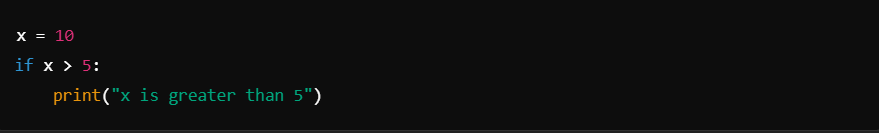 x = 10
if x > 5:
    print("x is greater than 5")